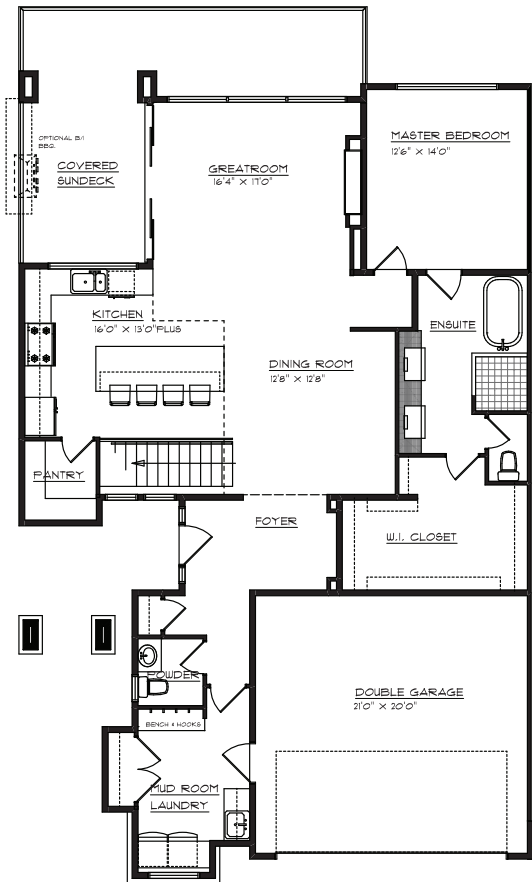 OPTIONAL B/I
BBQ.
COVERED
SUNDECK
GREATROOM
16'4" X 17'0"
MASTER BEDROOM
12'6" X 14'0"
KITCHEN
16'0" X 13'0"PLUS
ENSUITE
DINING ROOM
12'8" X 12'8"
PANTRY
FOYER
W.I. CLOSET
POWDER
DOUBLE GARAGE
21'0" X 20'0"
BENCH & HOOKS
MUD ROOM
LAUNDRY